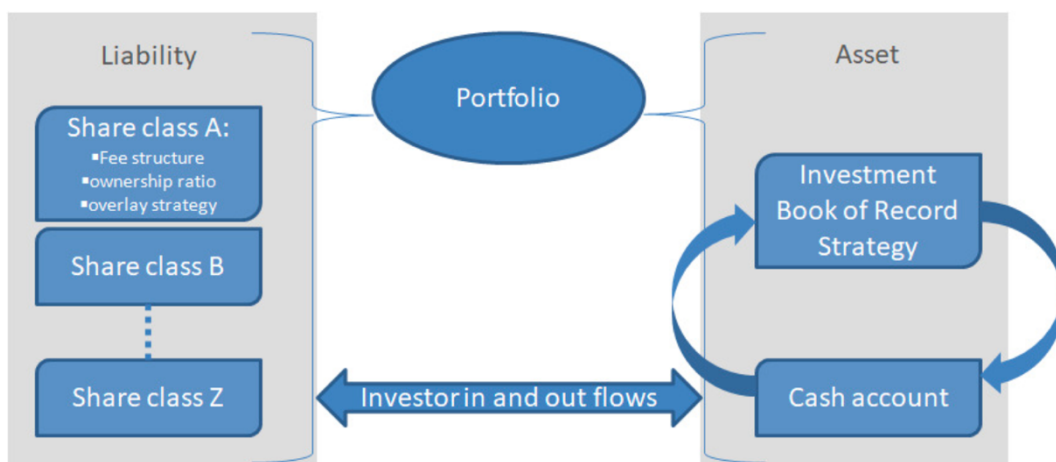 Liability
Share class A:
▪Fee structure
▪ownership ratio
▪overlay strategy
Share class B
Share class Z
Portfolio
Investor in and out flows
Asset
Investment
Book of Record
Strategy
Cash account